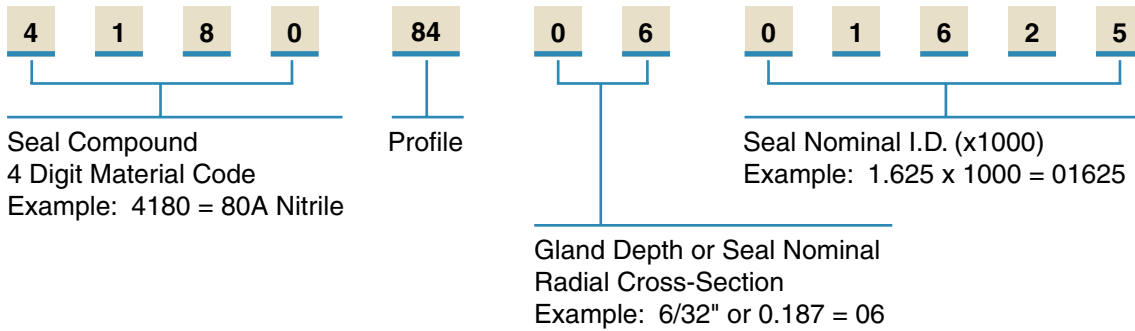 4 1 8 0 84 0 6 0 1 6 2 5
Seal Compound
4 Digit Material Code
Example: 4180 = 80A Nitrile
Profile
Seal Nominal I.D. (x1000)
Example: 1.625 x 1000 = 01625
Gland Depth or Seal Nominal
Radial Cross-Section
Example: 6/32" or 0.187 = 06